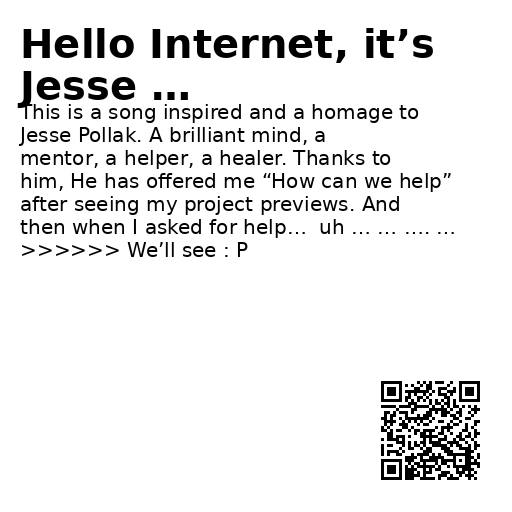 Hello Internet, it’s
Jesse …
This is a song inspired and a homage to
Jesse Pollak. A brilliant mind, a
mentor, a helper, a healer. Thanks to
him, He has offered me “How can we help”
after seeing my project previews. And
then when I asked for help…  uh … … …. …
>>>>>> We’ll see : P